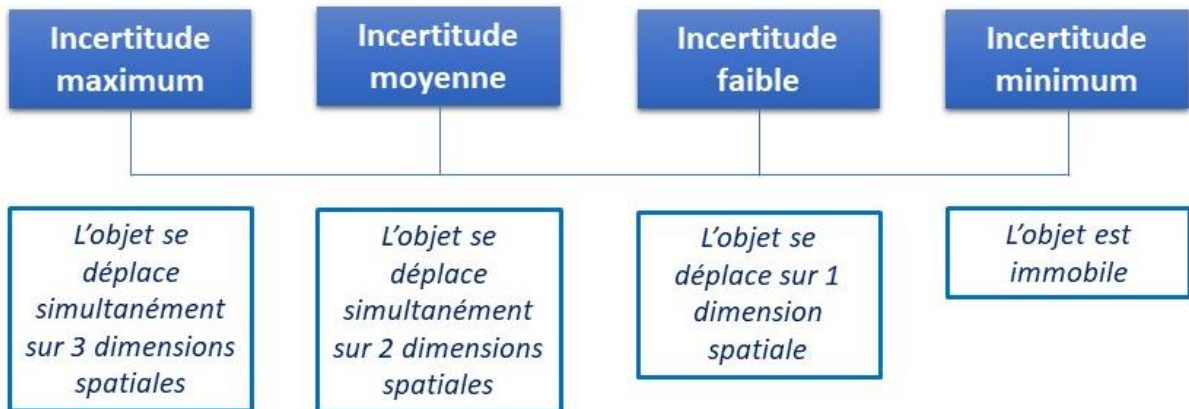 Incertitude
maximum
Incertitude
moyenne
Incertitude
faible
Incertitude
minimum
L’objet se
déplace
simultanément
sur 3 dimensions
spatiales
L’objet se
déplace
simultanément
sur 2 dimensions
spatiales
L’objet se
déplace sur 1
dimension
spatiale
L’objet est
immobile